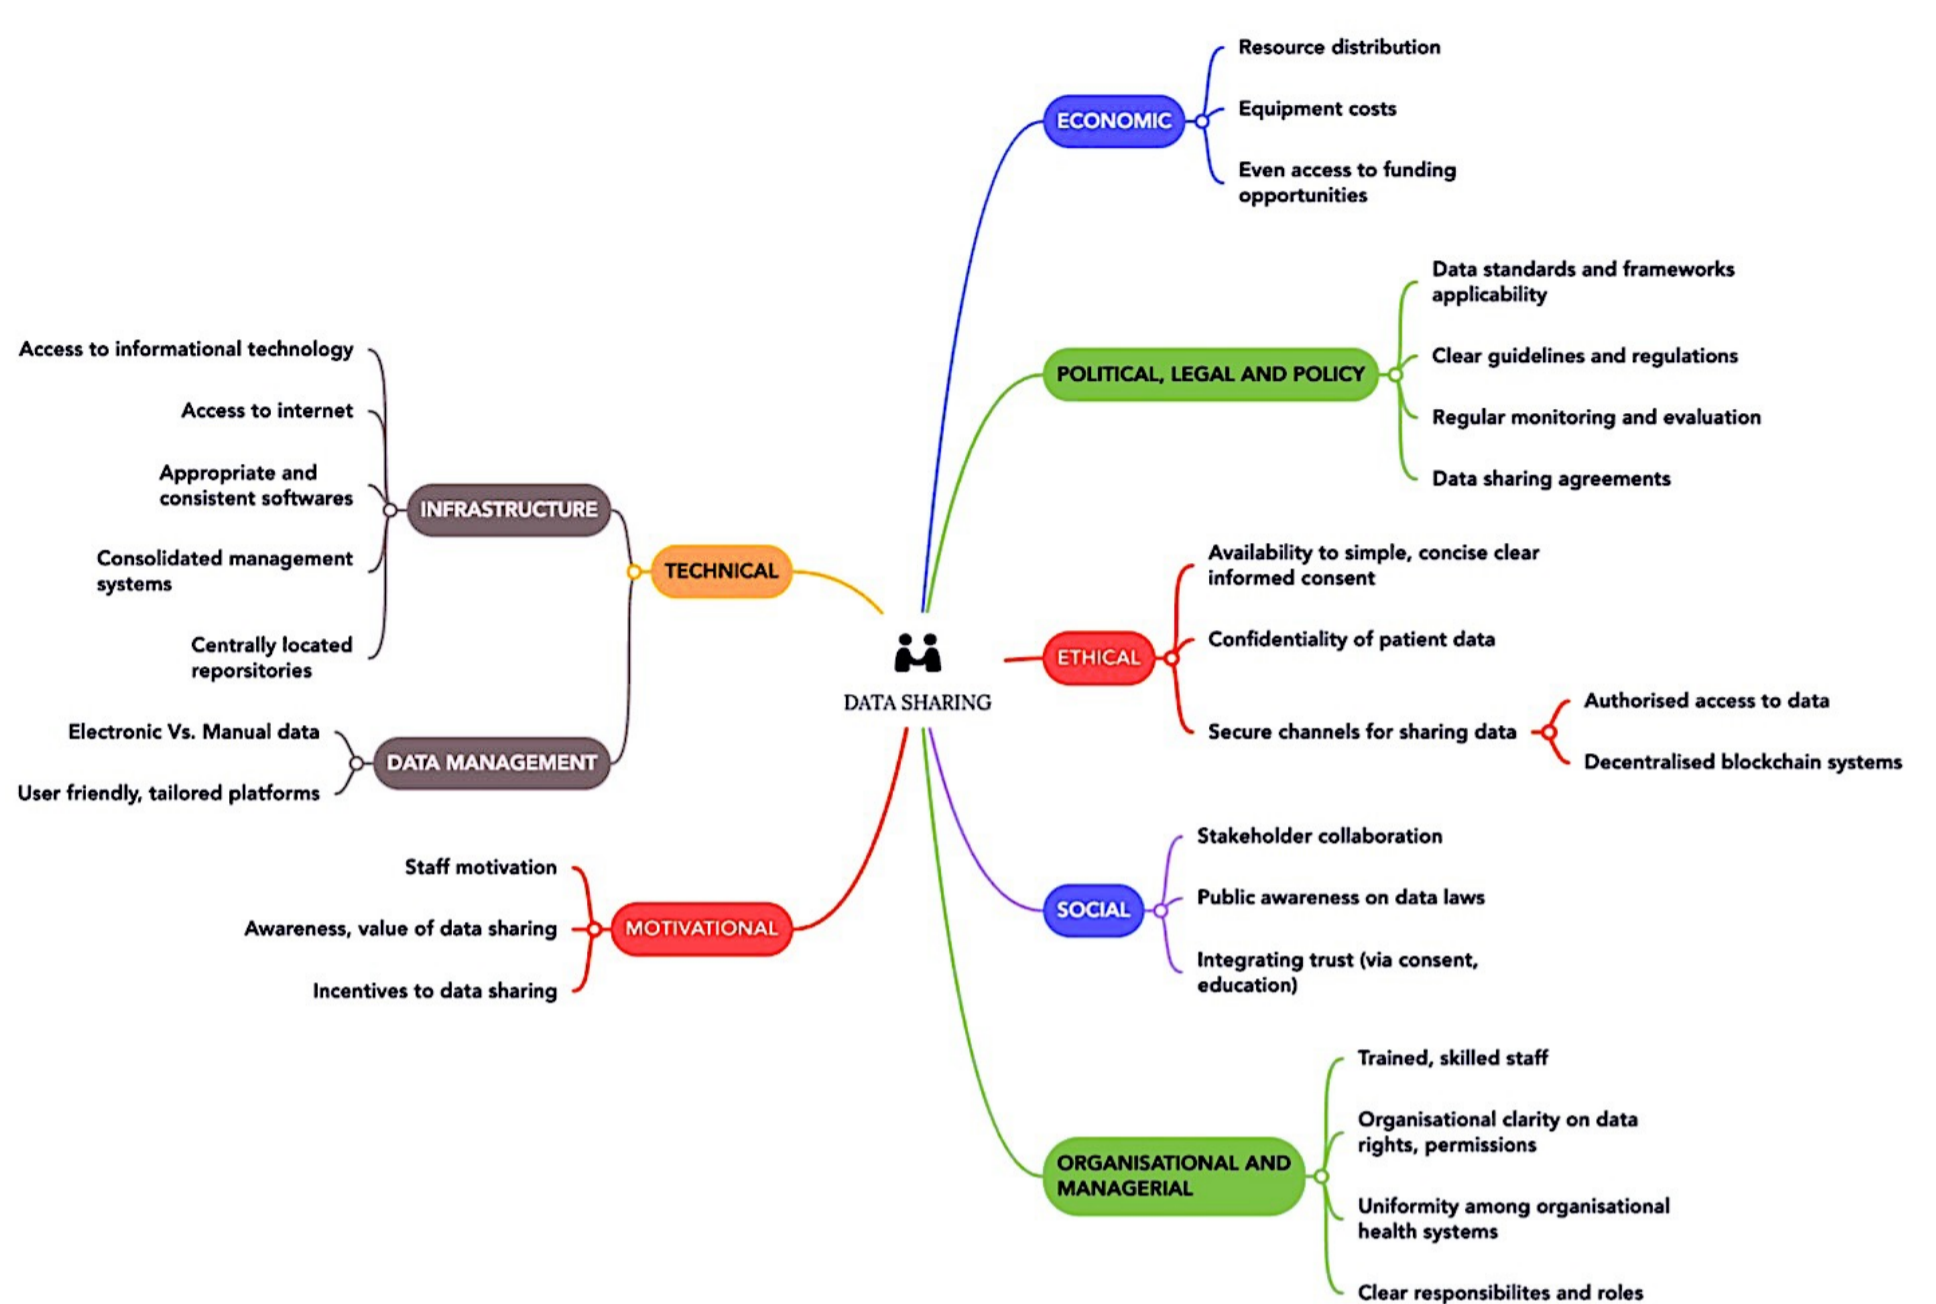 Resource distribution
ECONOMIC
Equipment costs
Even access to funding
opportunities
Data standards and frameworks
applicability
Clear guidelines and regulations
POLITICAL, LEGAL AND POLICY
Regular monitoring and evaluation
Data sharing agreements
Availability to simple, concise clear
informed consent
ETHICAL
Confidentiality of patient data
Secure channels for sharing data
Authorised access to data
Decentralised blockchain systems
Stakeholder collaboration
SOCIAL
Public awareness on data laws
Integrating trust (via consent,
education)
Trained, skilled staff
Organisational clarity on data
rights, permissions
ORGANISATIONAL AND
MANAGERIAL
Uniformity among organisational
health systems
Clear responsibilites and roles
DATA SHARING
TECHNICAL
INFRASTRUCTURE
Access to informational technology
Access to internet
Appropriate and
consistent softwares
Consolidated management
systems
Centrally located
reporsitories
DATA MANAGEMENT
Electronic Vs. Manual data
User friendly, tailored platforms
MOTIVATIONAL
Staff motivation
Awareness, value of data sharing
Incentives to data sharing